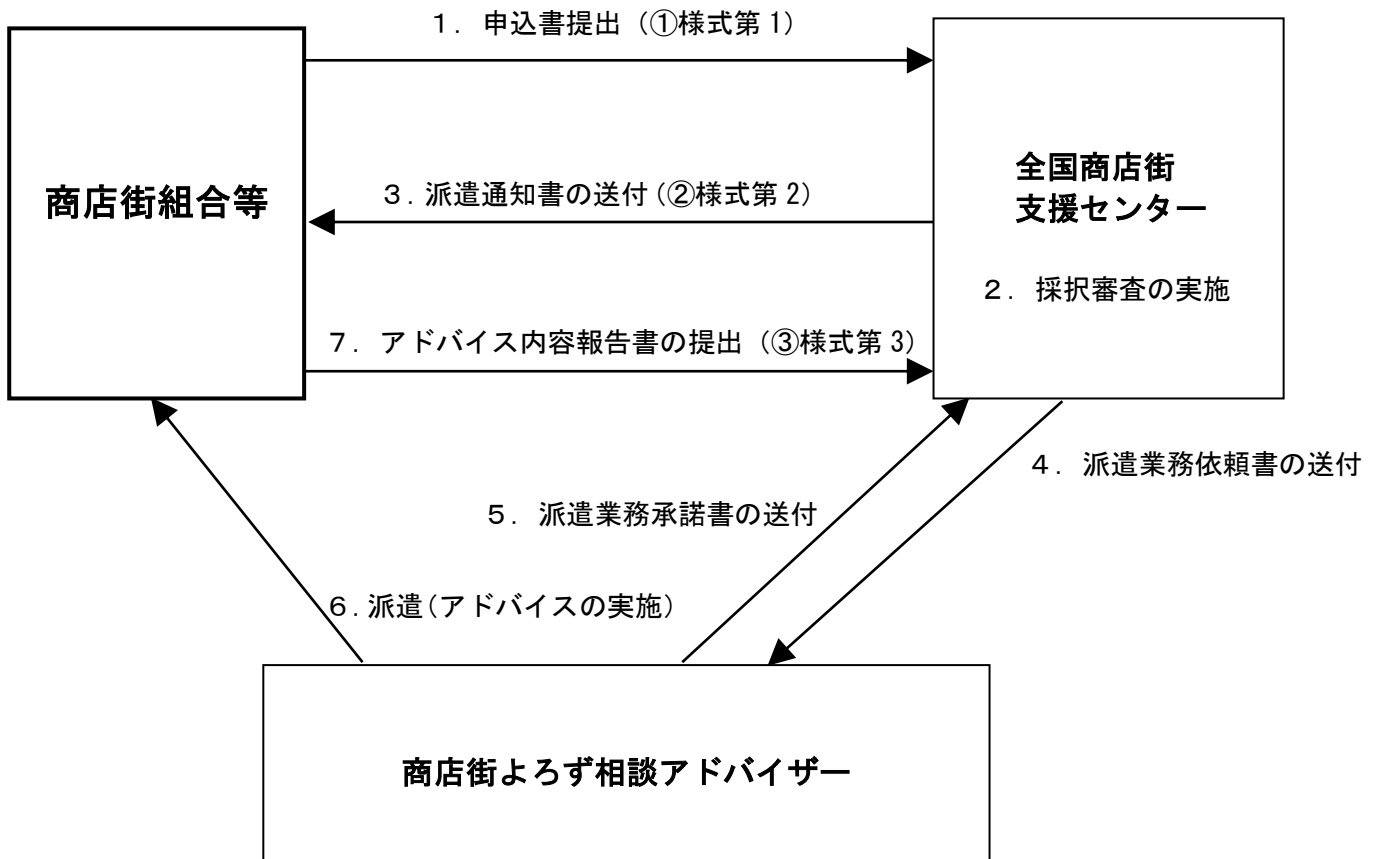 １．申込書提出（①様式第１）
全国商店街
支援センター
商店街組合等
３．派遣通知書の送付（②様式第２）
２．採択審査の実施
７．アドバイス内容報告書の提出（③様式第３）
４．派遣業務依頼書の送付
５．派遣業務承諾書の送付
６．派遣（アドバイスの実施）
商店街よろず相談アドバイザー